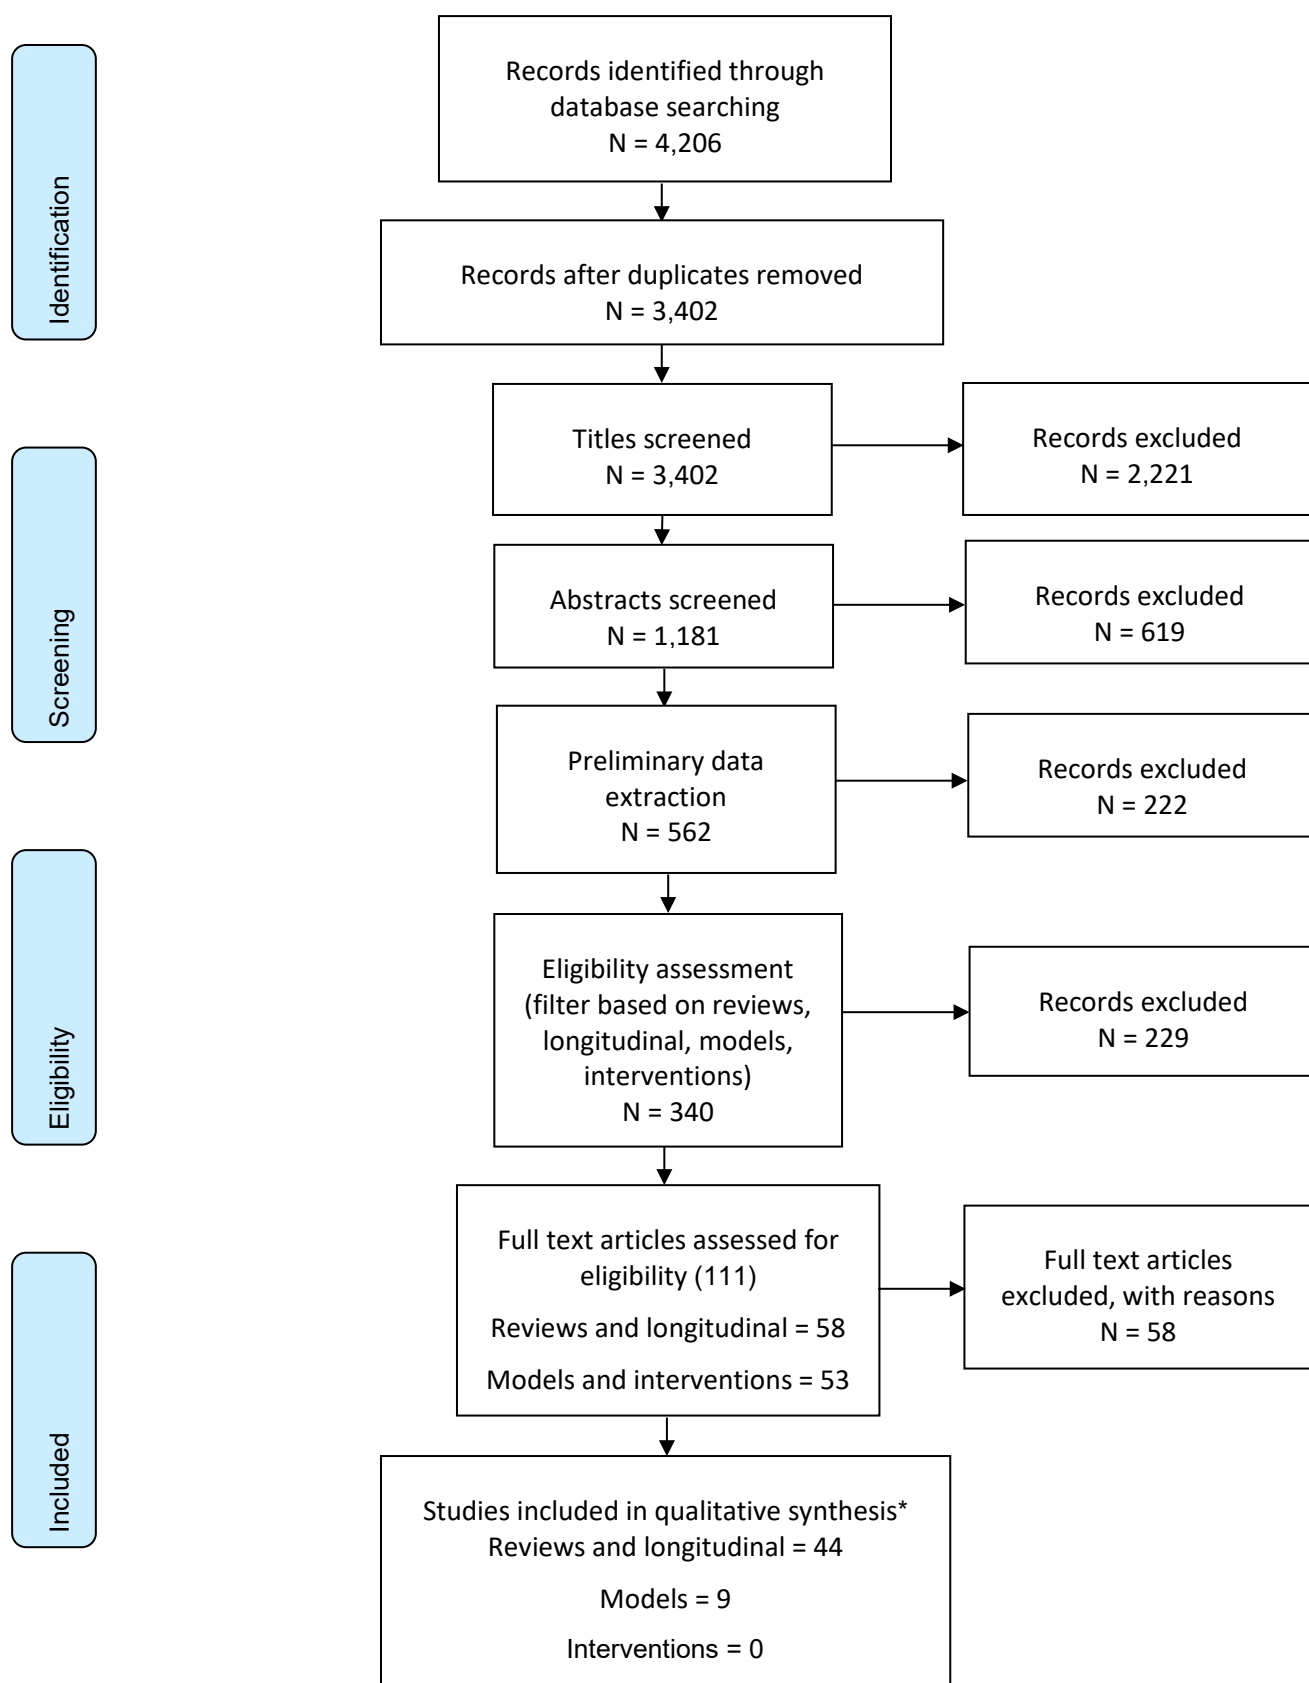 Identification
Records identified through
database searching
N = 4,206
Records after duplicates removed
N = 3,402
Screening
Titles screened
N = 3,402
Records excluded
N = 2,221
Abstracts screened
N = 1,181
Records excluded
N = 619
Preliminary data
extraction
N = 562
Records excluded
N = 222
Eligibility
Eligibility assessment
(filter based on reviews,
longitudinal, models,
interventions)
N = 340
Records excluded
N = 229
Full text articles assessed for
eligibility (111)
Reviews and longitudinal = 58
Models and interventions = 53
Full text articles
excluded, with reasons
N = 58
Included
Studies included in qualitative synthesis*
Reviews and longitudinal = 44
Models = 9
Interventions = 0